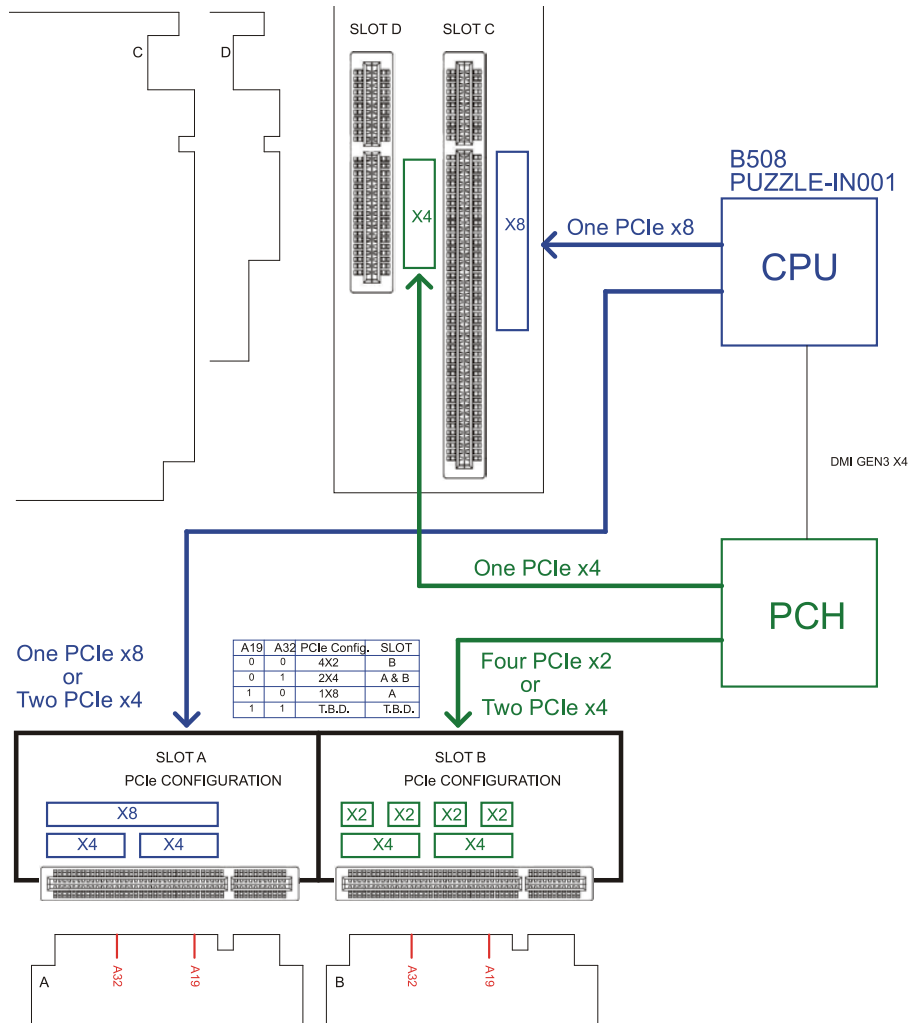 SLOT D
SLOT C
C
D
X4
X8
B508
PUZZLE-IN001
One PCIe x8
CPU
DMI GEN3 X4
One PCIe x4
PCH
One PCIe x8
or
Two PCIe x4
A19 A32 PCIe Config. SLOT
0 0 4X2 B
0 1 2X4 A & B
1 0 1X8 A
1 1 T.B.D. T.B.D.
Four PCIe x2
or
Two PCIe x4
SLOT A
PCIe CONFIGURATION
X8
X4 X4
SLOT B
PCIe CONFIGURATION
X2 X2 X2 X2
X4 X4
A
A32
A19
B
A32
A19